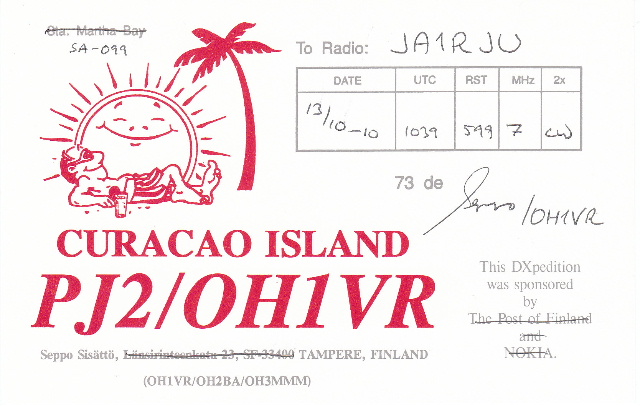 Sta. Martha Bay
SA-099
To Radio: JA1RJU
DATE UTC RST MHz 2x
13/10-10 1039 599 7 CW
73 de Seppo/OH1VR
CURACAO ISLAND
PJ2/OH1VR
This DXpedition
was sponsored
by
The Post of Finland
and
NOKIA.
Seppo Sisättö, Länsirinteenkatu 23, SF-33400 TAMPERE, FINLAND
(OH1VR/OH2BA/OH3MMM)